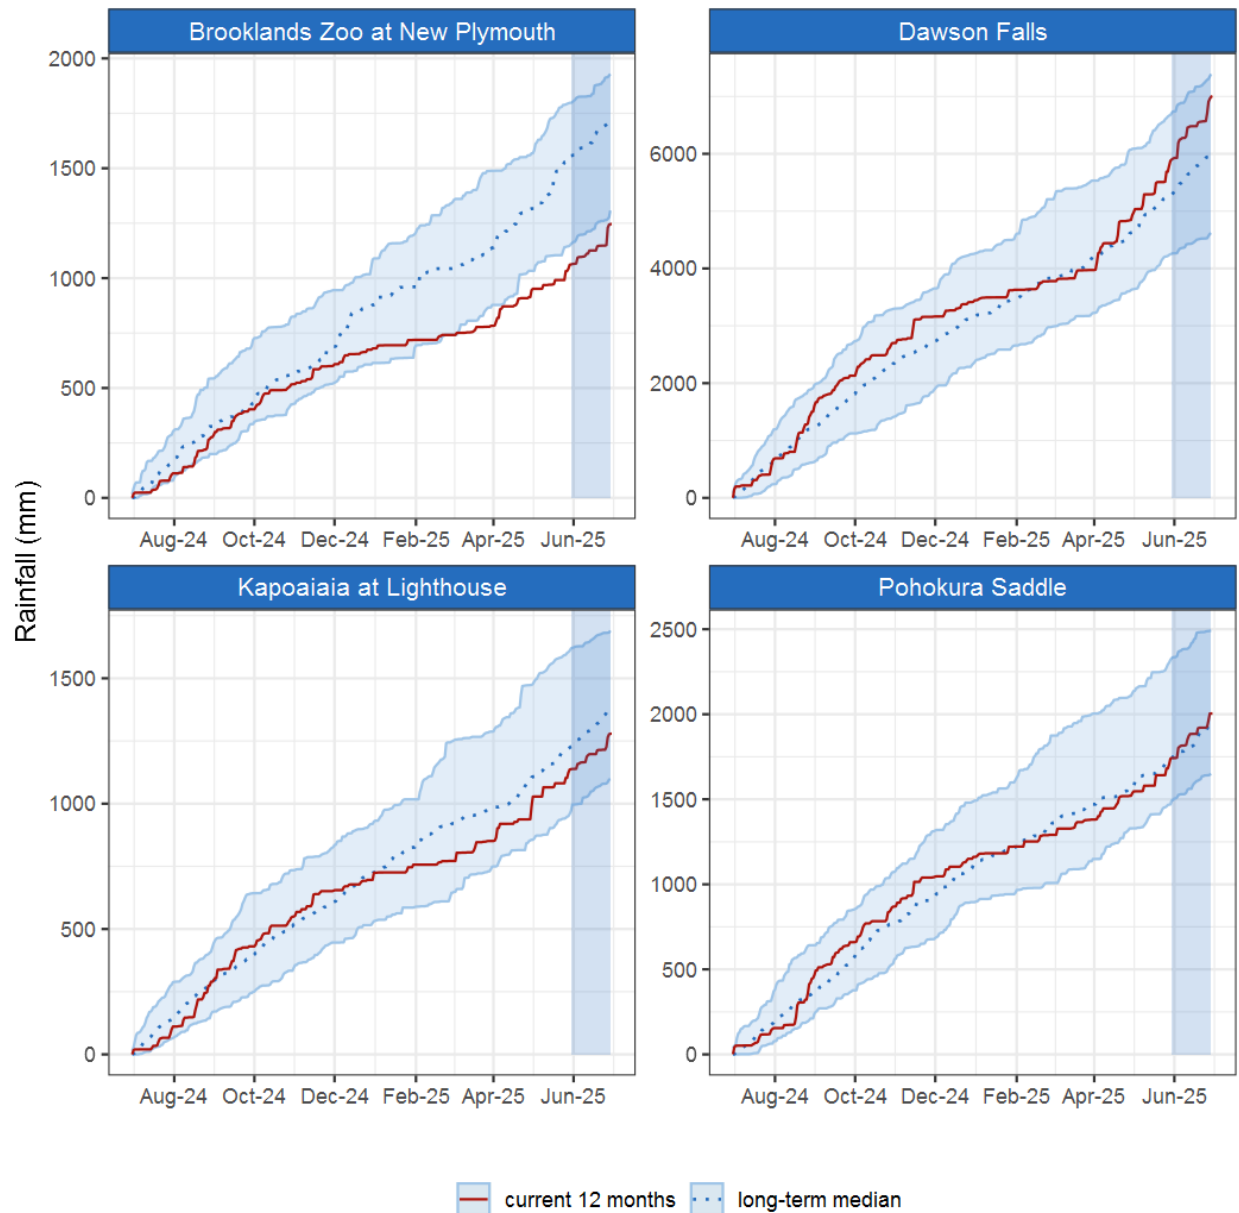 Brooklands Zoo at New Plymouth
Dawson Falls
2000
1500
1000
500
0
6000
4000
2000
0
Aug-24 Oct-24 Dec-24 Feb-25 Apr-25 Jun-25
Aug-24 Oct-24 Dec-24 Feb-25 Apr-25 Jun-25
Rainfall (mm)
Kapoaiaia at Lighthouse
Pohokura Saddle
1500
1000
500
0
2500
2000
1500
1000
500
0
Aug-24 Oct-24 Dec-24 Feb-25 Apr-25 Jun-25
Aug-24 Oct-24 Dec-24 Feb-25 Apr-25 Jun-25
current 12 months long-term median